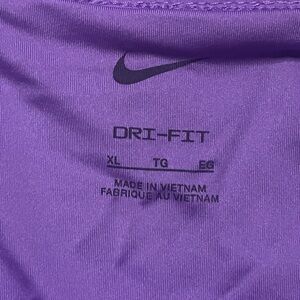 DRI-FIT
XL TG EG
MADE IN VIETNAM
FABRIQUÉ AU VIETNAM